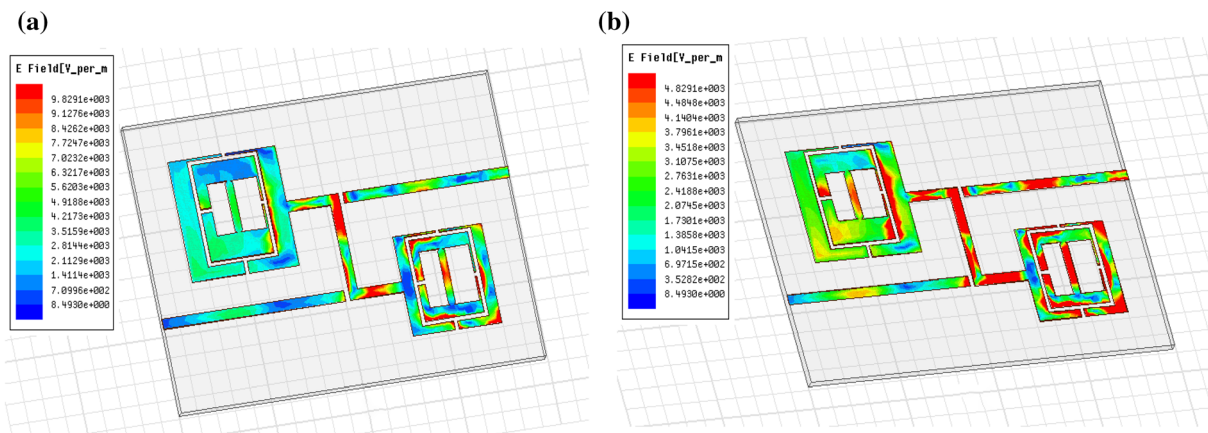 (a)
E Field[V_per_m
9.8291e+003
9.1276e+003
8.4262e+003
7.7247e+003
7.0232e+003
6.3217e+003
5.6203e+003
4.9188e+003
4.2173e+003
3.5159e+003
2.8144e+003
2.1129e+003
1.4114e+003
7.0996e+002
8.4930e+000
(b)
E Field[V_per_m
4.8291e+003
4.4848e+003
4.1404e+003
3.7961e+003
3.4518e+003
3.1075e+003
2.7631e+003
2.4188e+003
2.0745e+003
1.7301e+003
1.3858e+003
1.0415e+003
6.9715e+002
3.5282e+002
8.4930e+000